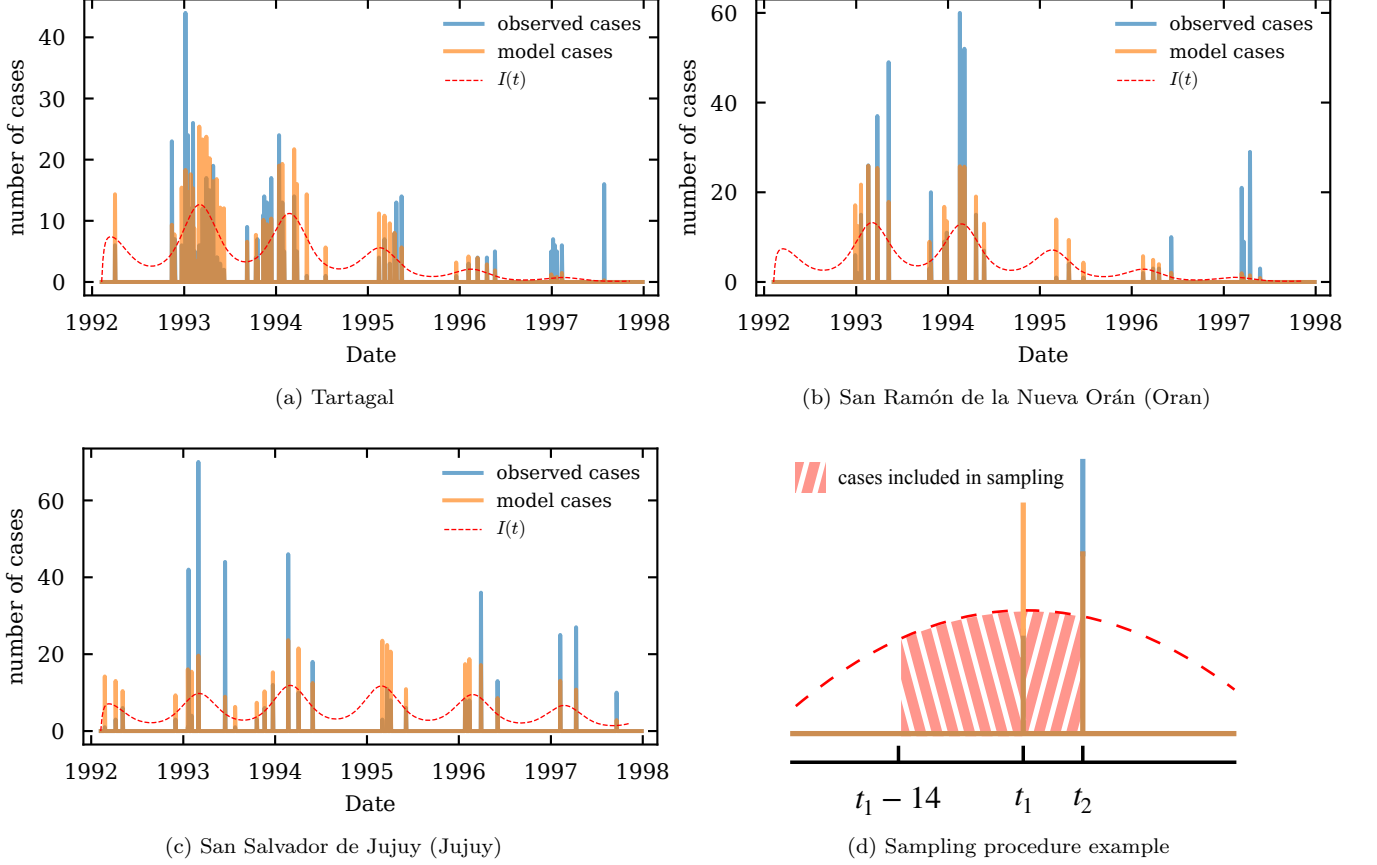 number of cases
40
30
20
10
0
observed cases
model cases
I(t)
1992 1993 1994 1995 1996 1997 1998
Date
(a) Tartagal
number of cases
60
40
20
0
observed cases
model cases
I(t)
1992 1993 1994 1995 1996 1997 1998
Date
(b) San Ramón de la Nueva Orán (Oran)
number of cases
60
40
20
0
observed cases
model cases
I(t)
1992 1993 1994 1995 1996 1997 1998
Date
(c) San Salvador de Jujuy (Jujuy)
cases included in sampling
t₁ − 14 t₁ t₂
(d) Sampling procedure example